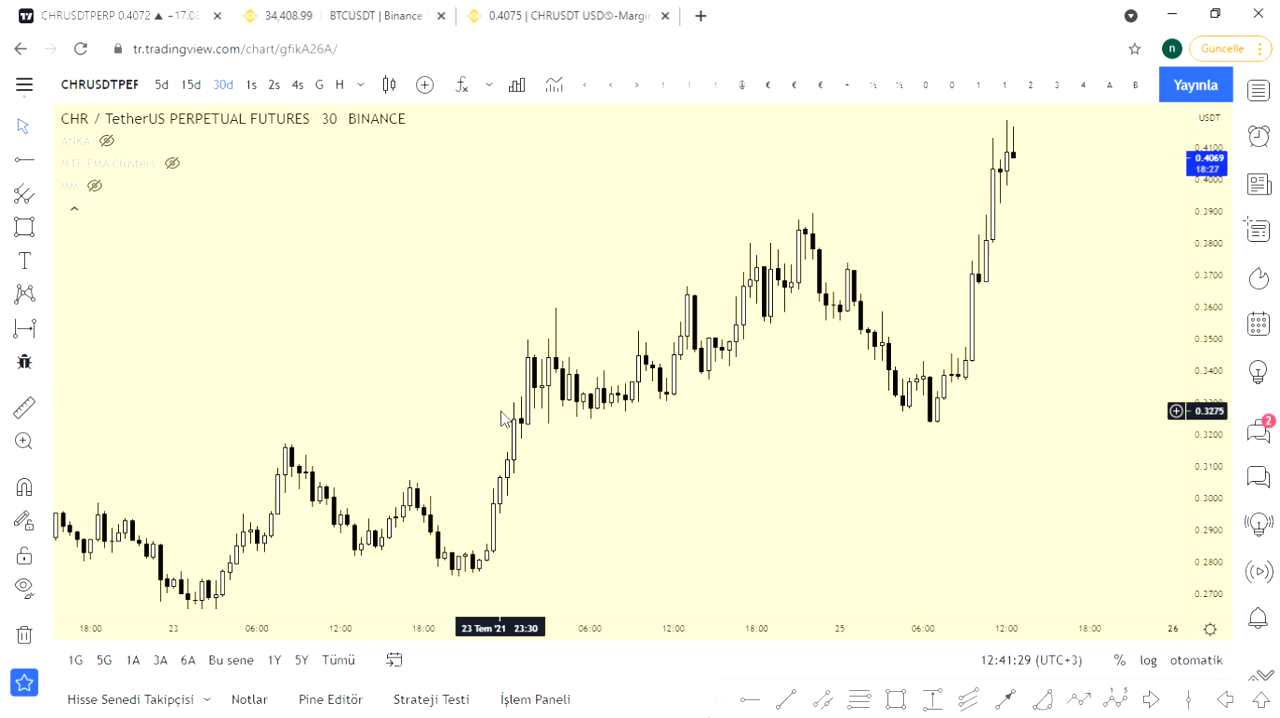 CHRUSDTPERP 0.4072 ▲ +17.08
34,408.99 BTCUSDT | Binance
0.4075 | CHRUSDT USDⓈ-Margin
tr.tradingview.com/chart/gfikA26A/
n
Güncelle
CHRUSDTPERP 5d 15d 30d 1s 2s 4s G H
Yayınla
CHR / TetherUS PERPETUAL FUTURES 30 BINANCE
USDT
ANKA
MTF EMA Clusters
MM
0.4100
0.4069
18:27
0.4000
0.3900
0.3800
0.3700
0.3600
0.3500
0.3400
0.3275
0.3200
0.3100
0.3000
0.2900
0.2800
0.2700
2
18:00 23 06:00 12:00 18:00 23 Tem '21 23:30 06:00 12:00 18:00 25 06:00 12:00 18:00 26
1G 5G 1A 3A 6A Bu sene 1Y 5Y Tümü
12:41:29 (UTC+3) % log otomatik
Hisse Senedi Takipçisi Notlar Pine Editör Strateji Testi İşlem Paneli